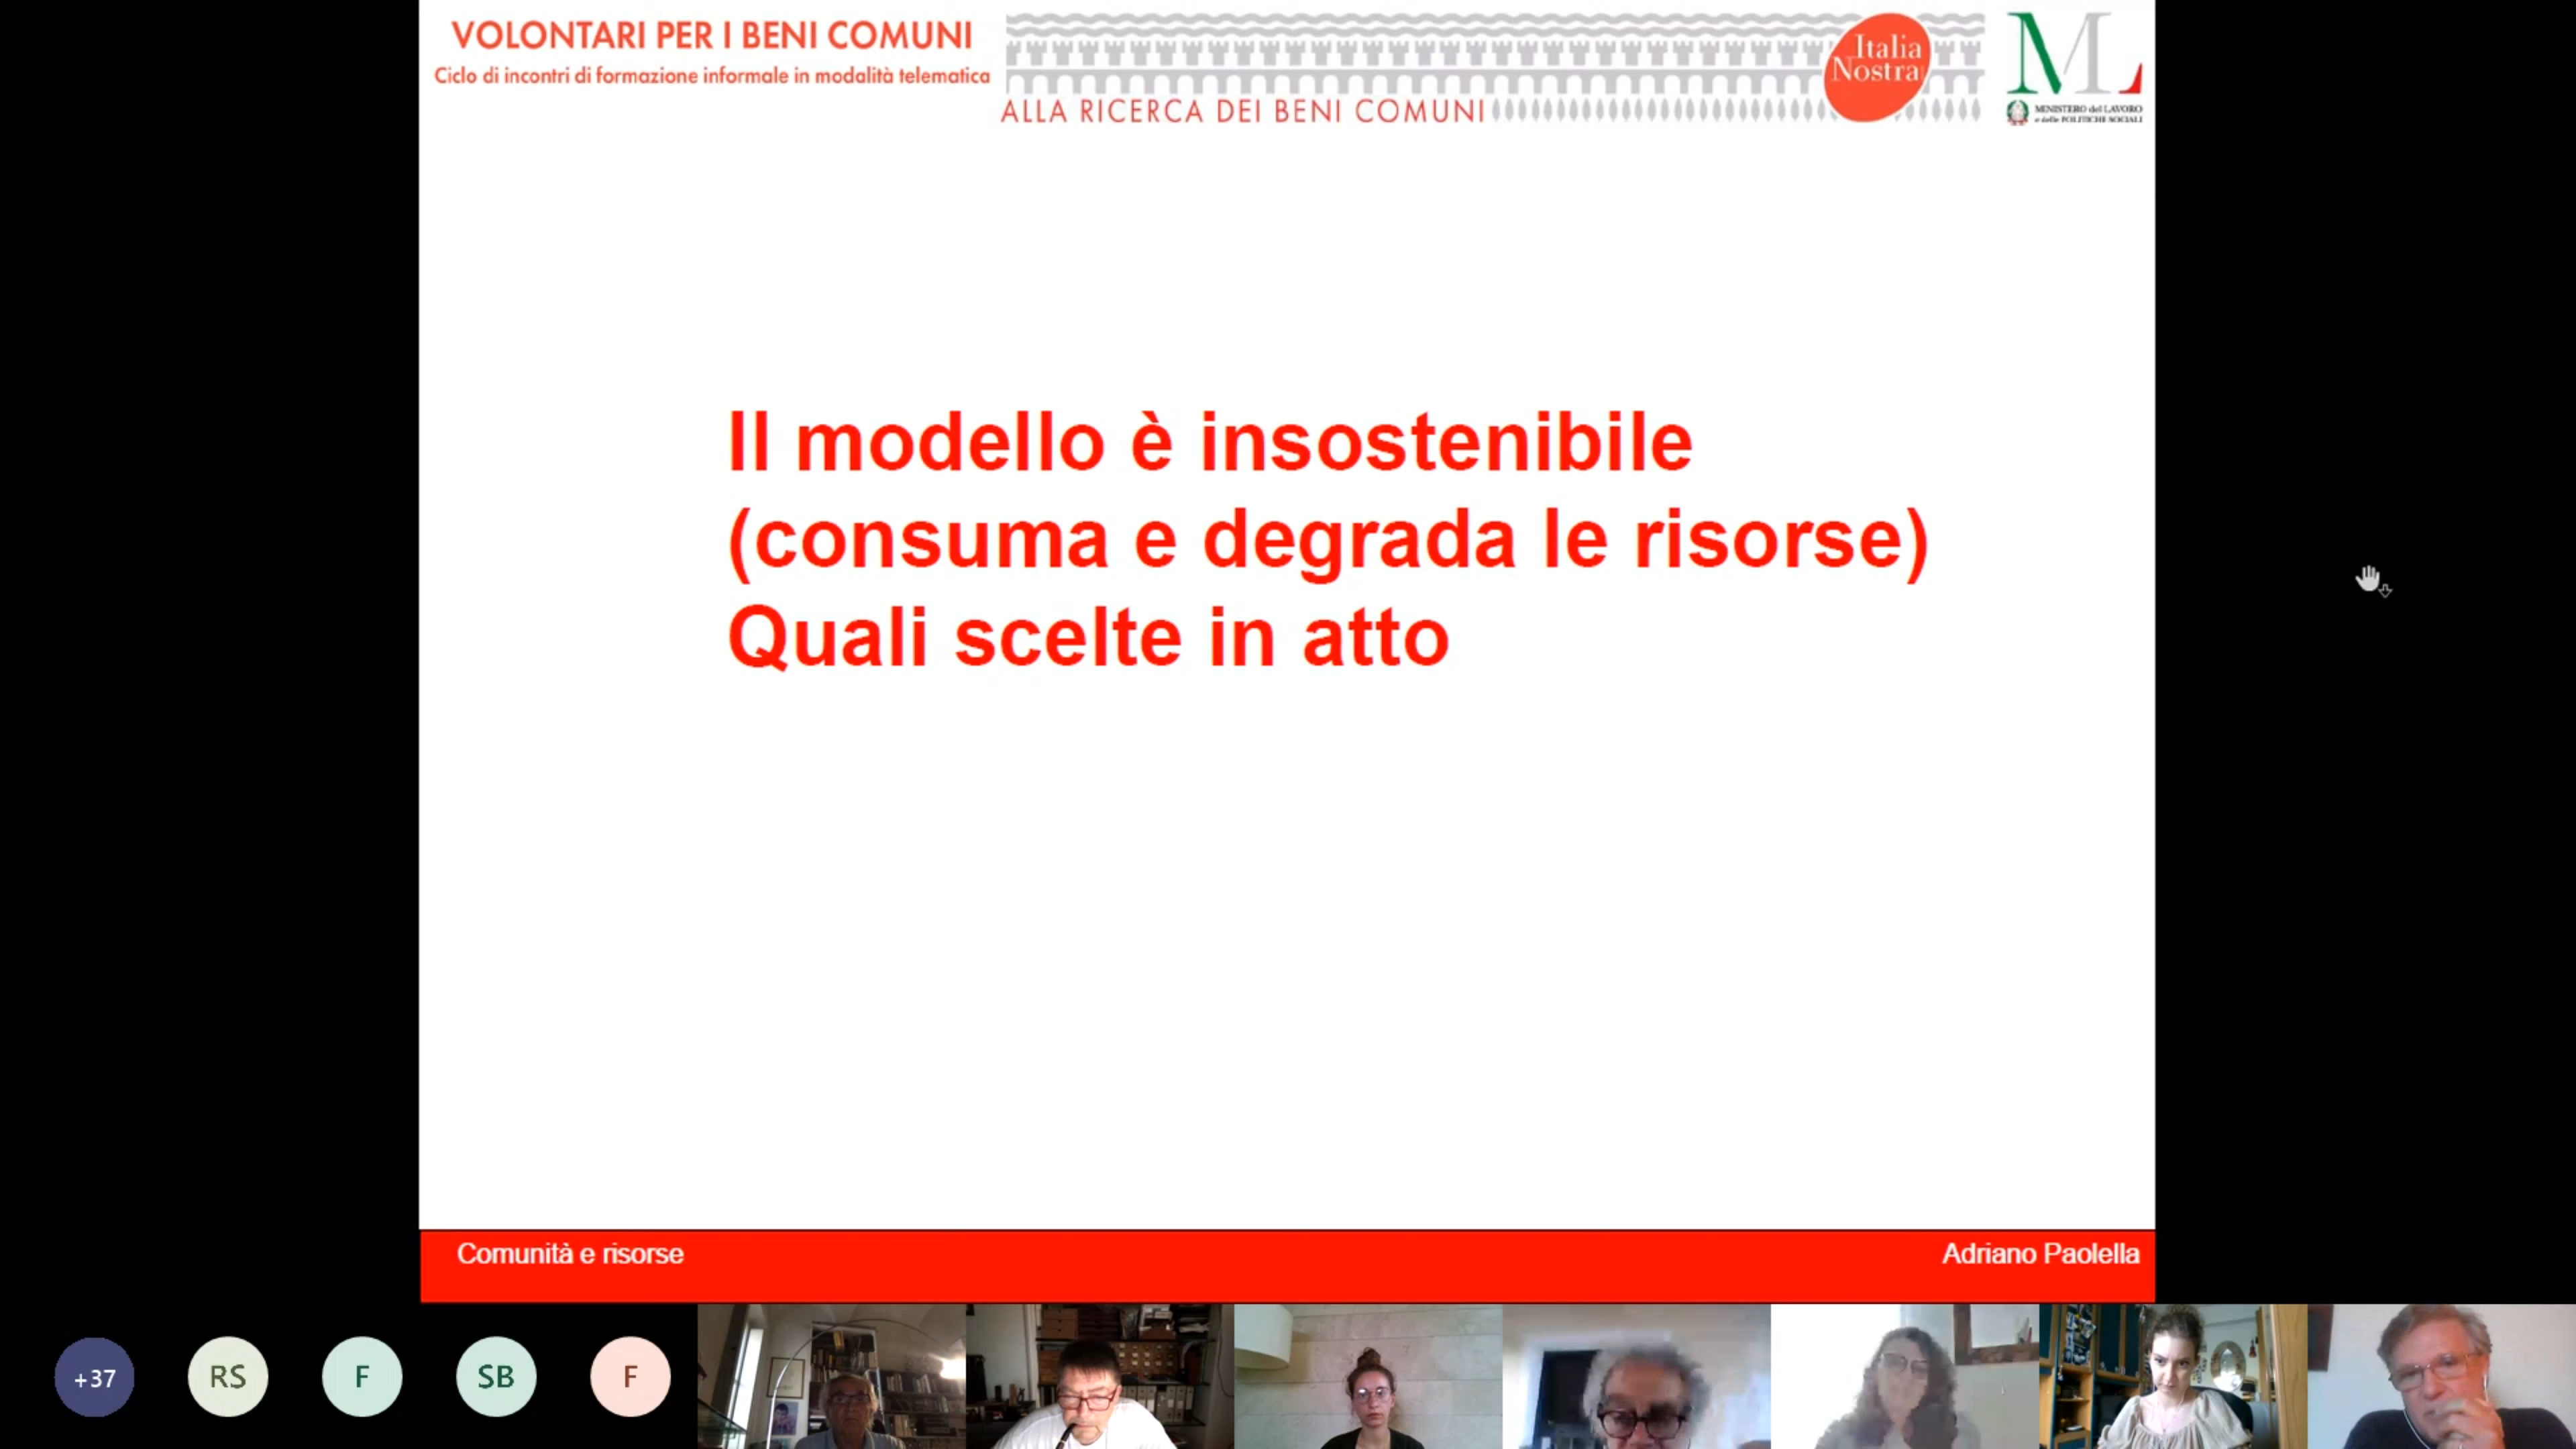 VOLONTARI PER I BENI COMUNI
Ciclo di incontri di formazione informale in modalità telematica
ALLA RICERCA DEI BENI COMUNI
Italia
Nostra
ML
MINISTERO del LAVORO
e delle POLITICHE SOCIALI
Il modello è insostenibile
(consuma e degrada le risorse)
Quali scelte in atto
Comunità e risorse
Adriano Paolella
+37
RS
F
SB
F